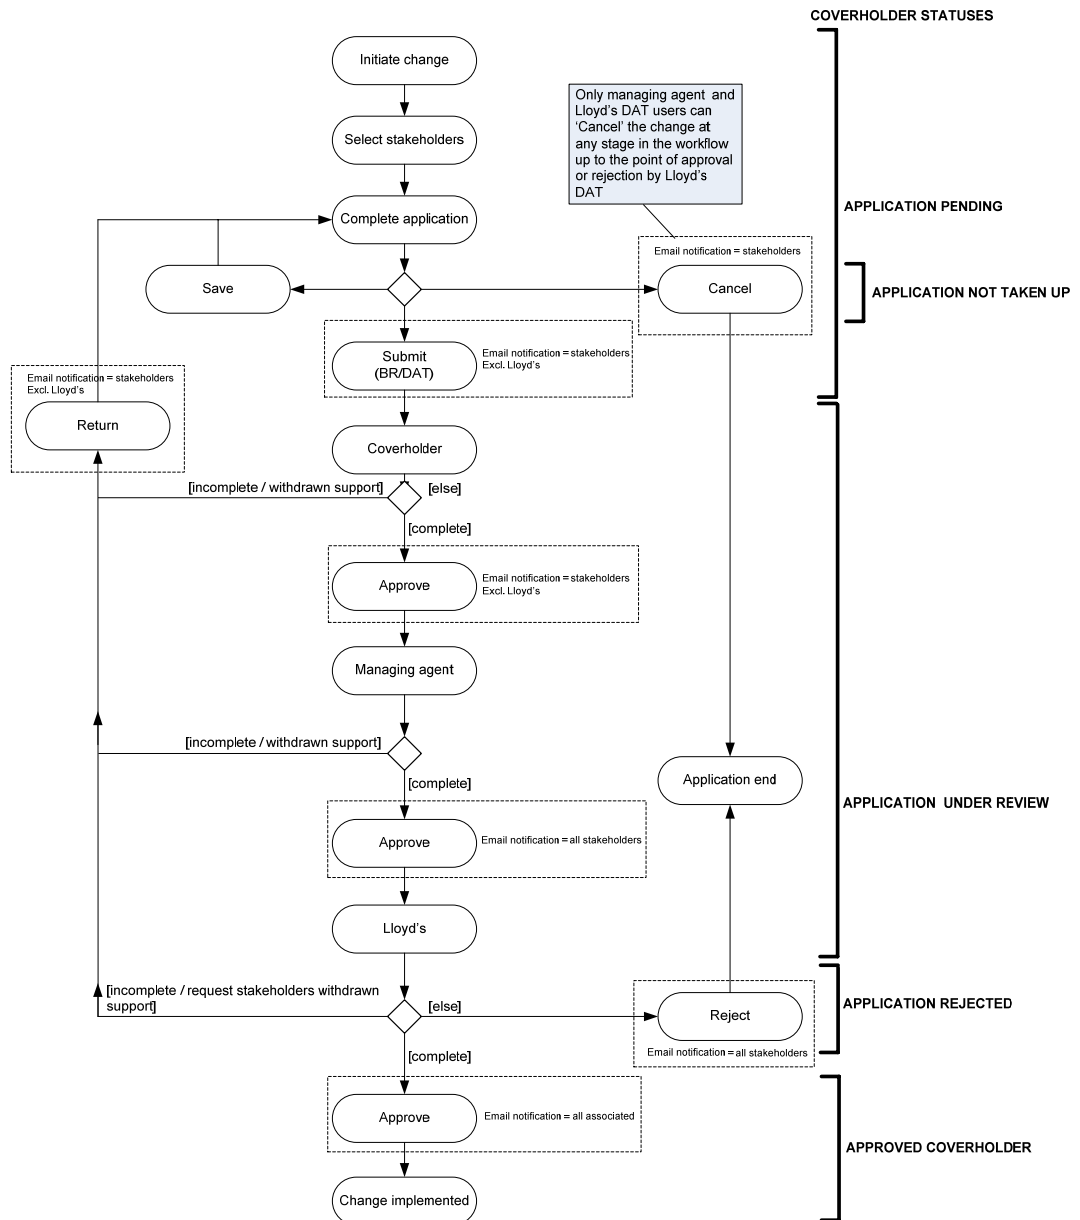 COVERHOLDER STATUSES
Initiate change
Only managing agent and
Lloyd's DAT users can
'Cancel' the change at
any stage in the workflow
up to the point of approval
or rejection by Lloyd's
DAT
Select stakeholders
Complete application
APPLICATION PENDING
Email notification = stakeholders
Save
Cancel
APPLICATION NOT TAKEN UP
Submit
(BR/DAT)
Email notification = stakeholders
Excl. Lloyd's
Email notification = stakeholders
Excl. Lloyd's
Return
Coverholder
[incomplete / withdrawn support]
[else]
[complete]
Approve
Email notification = stakeholders
Excl. Lloyd's
Managing agent
[incomplete / withdrawn support]
[complete]
Application end
APPLICATION UNDER REVIEW
Approve
Email notification = all stakeholders
Lloyd's
[incomplete / request stakeholders withdrawn
support]
[else]
Reject
APPLICATION REJECTED
Email notification = all stakeholders
[complete]
Approve
Email notification = all associated
APPROVED COVERHOLDER
Change implemented